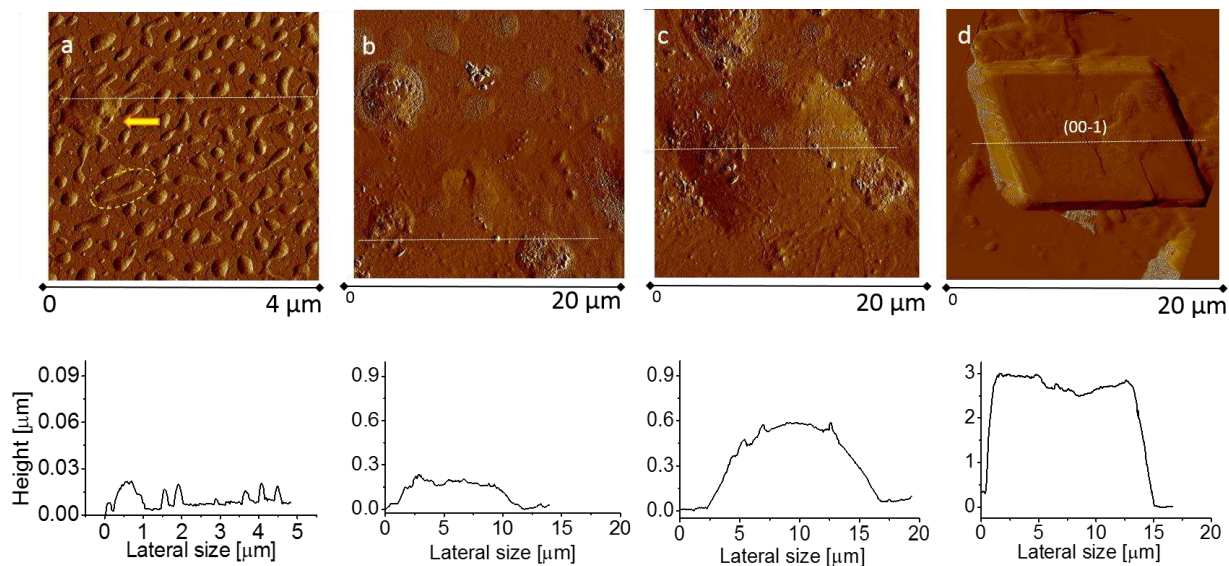 a
b
c
d
(00-1)
0
4 μm
0
20 μm
0
20 μm
0
20 μm
Height [μm]
0.09
0.06
0.03
0.00
0 1 2 3 4 5
Lateral size [μm]
0.9
0.6
0.3
0.0
0 5 10 15 20
Lateral size [μm]
0.9
0.6
0.3
0.0
0 5 10 15 20
Lateral size [μm]
3
2
1
0
0 5 10 15 20
Lateral size [μm]